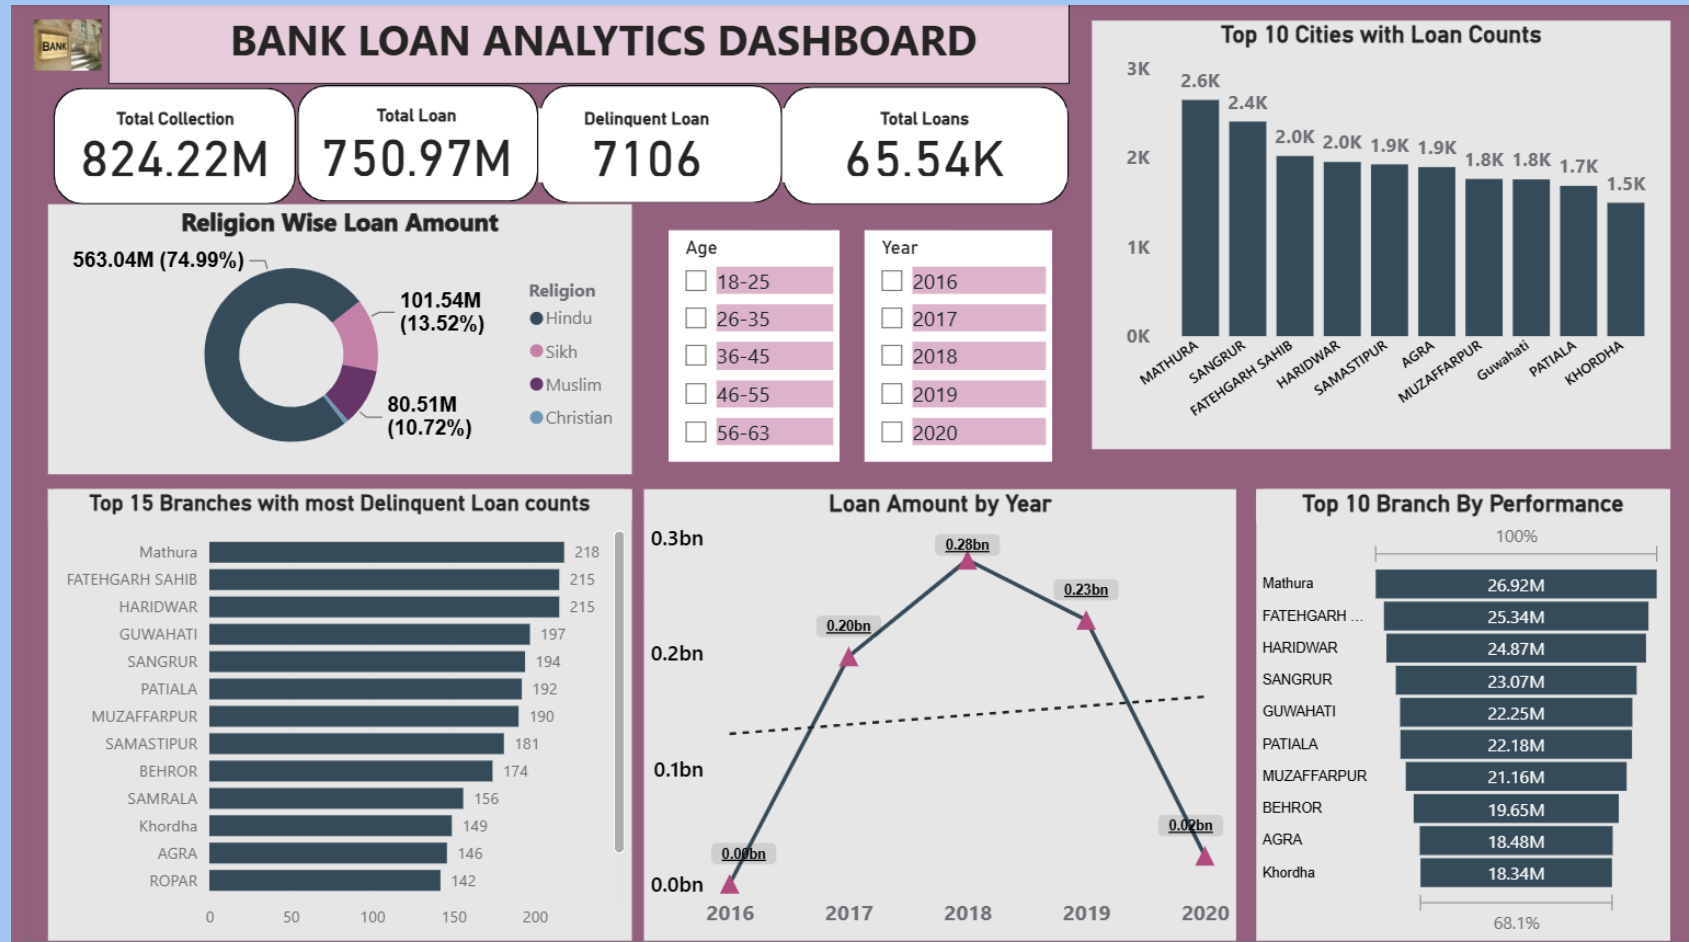 BANK
BANK LOAN ANALYTICS DASHBOARD
Total Collection
824.22M
Total Loan
750.97M
Delinquent Loan
7106
Total Loans
65.54K
Top 10 Cities with Loan Counts
3K
2K
1K
0K
2.6K
2.4K
2.0K
2.0K
1.9K
1.9K
1.8K
1.8K
1.7K
1.5K
MATHURA
SANGRUR
FATEHGARH SAHIB
HARIDWAR
SAMASTIPUR
AGRA
MUZAFFARPUR
Guwahati
PATIALA
KHORDHA
Religion Wise Loan Amount
563.04M (74.99%)
101.54M
(13.52%)
80.51M
(10.72%)
Religion
Hindu
Sikh
Muslim
Christian
Age
18-25
26-35
36-45
46-55
56-63
Year
2016
2017
2018
2019
2020
Top 15 Branches with most Delinquent Loan counts
Mathura 218
FATEHGARH SAHIB 215
HARIDWAR 215
GUWAHATI 197
SANGRUR 194
PATIALA 192
MUZAFFARPUR 190
SAMASTIPUR 181
BEHROR 174
SAMRALA 156
Khordha 149
AGRA 146
ROPAR 142
0 50 100 150 200
Loan Amount by Year
0.3bn
0.2bn
0.1bn
0.0bn
0.00bn
0.20bn
0.28bn
0.23bn
0.02bn
2016 2017 2018 2019 2020
Top 10 Branch By Performance
100%
Mathura 26.92M
FATEHGARH ... 25.34M
HARIDWAR 24.87M
SANGRUR 23.07M
GUWAHATI 22.25M
PATIALA 22.18M
MUZAFFARPUR 21.16M
BEHROR 19.65M
AGRA 18.48M
Khordha 18.34M
68.1%